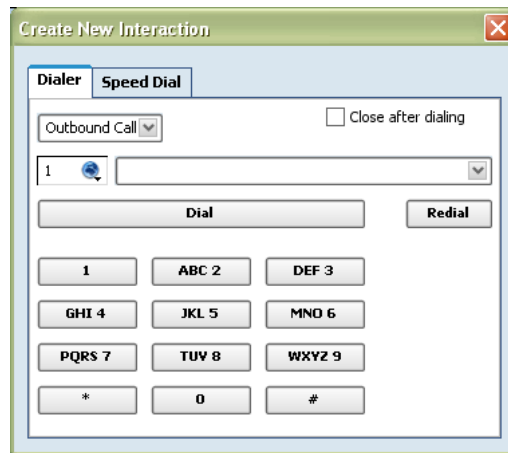 Create New Interaction
Dialer Speed Dial
Outbound Call Close after dialing
1
Dial Redial
1 ABC 2 DEF 3
GHI 4 JKL 5 MNO 6
PQRS 7 TUV 8 WXYZ 9
* 0 #